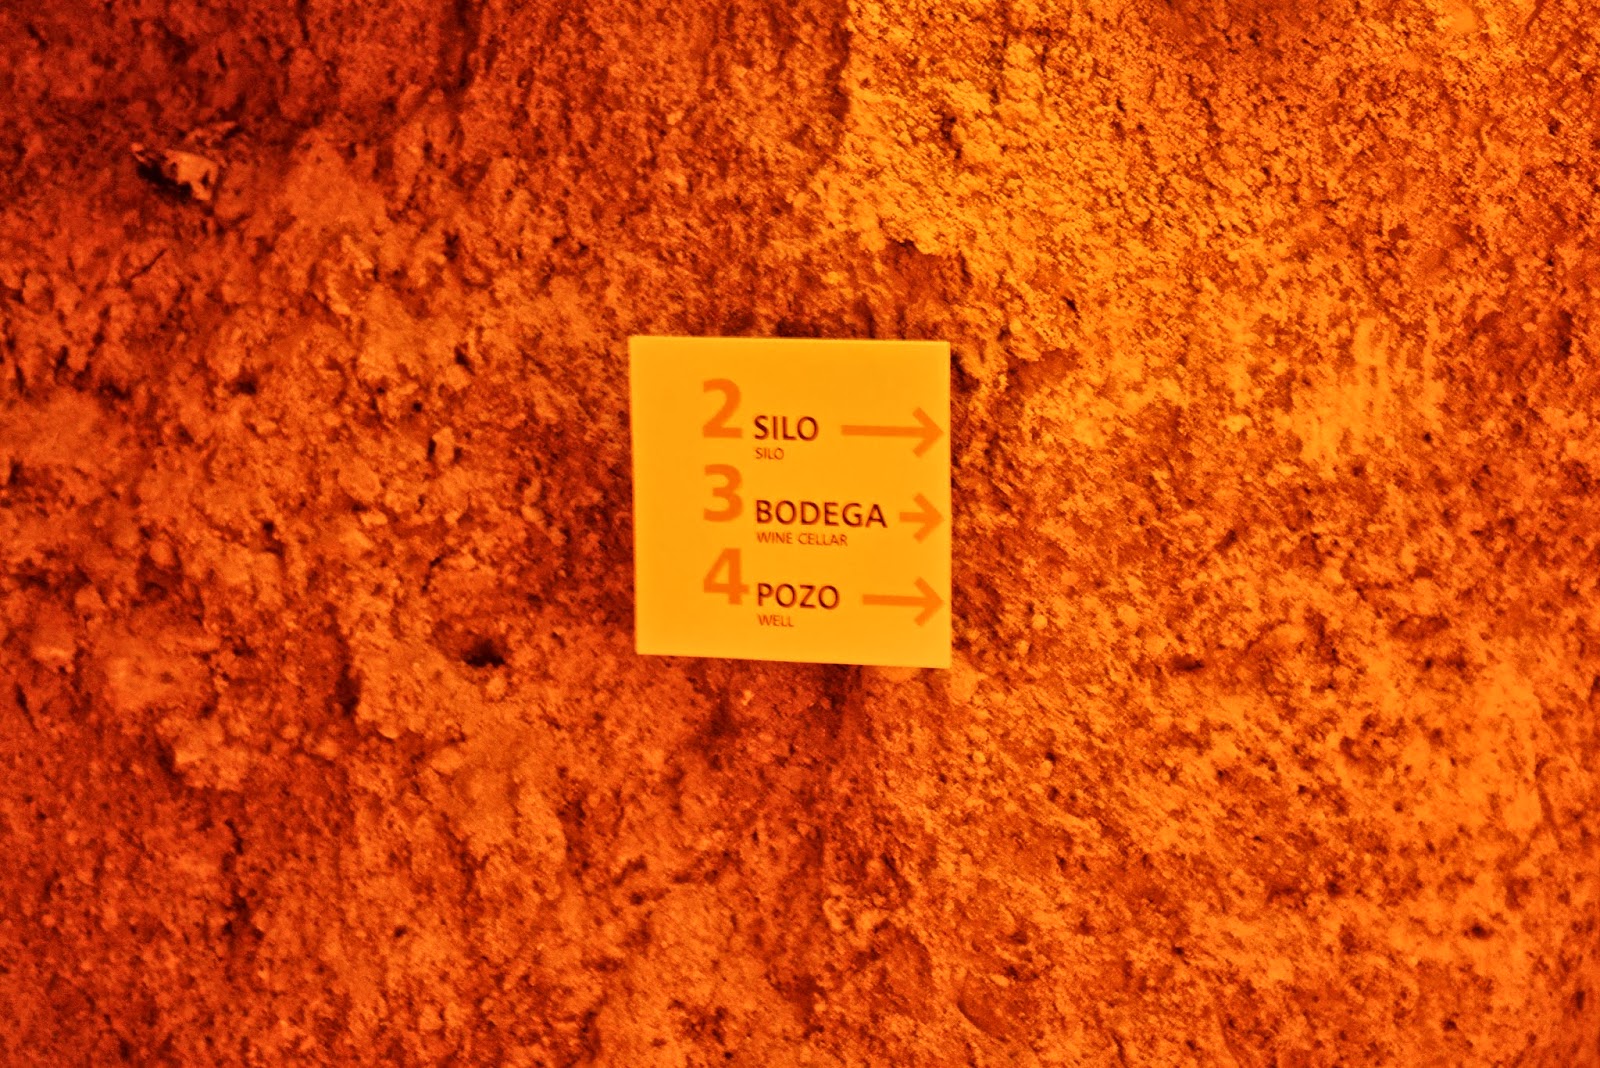 2 SILO →
SILO
3 BODEGA →
WINE CELLAR
4 POZO →
WELL